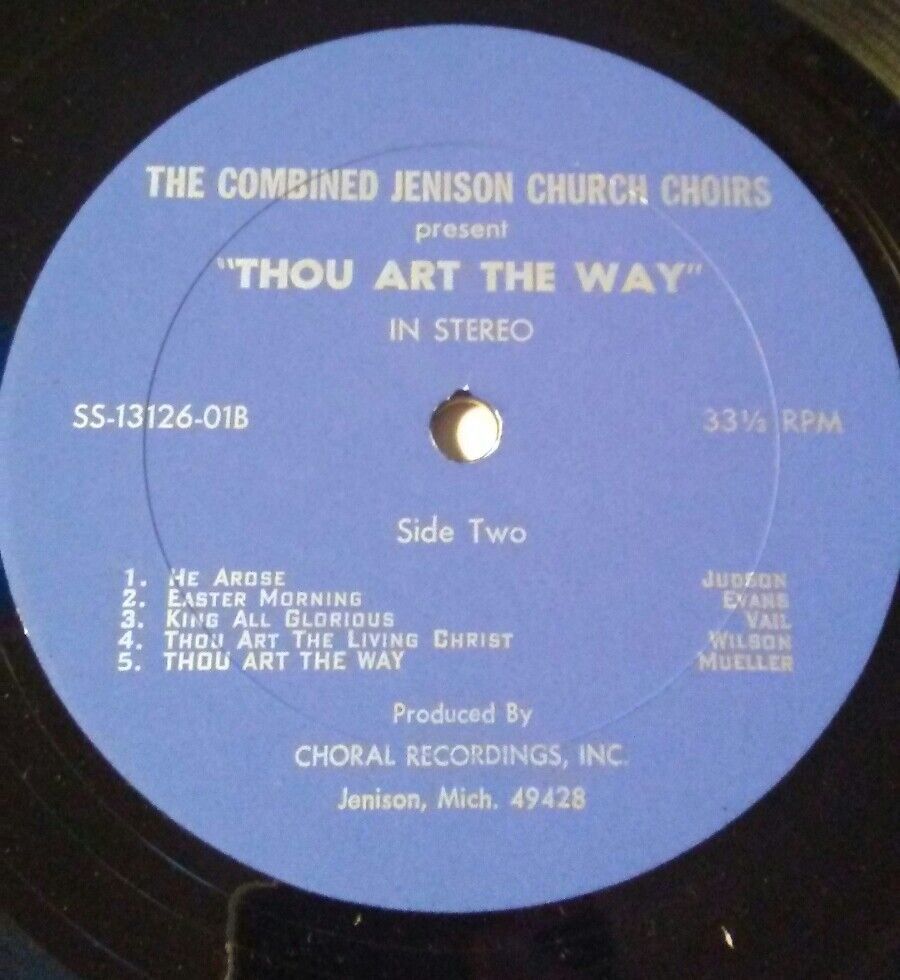 THE COMBINED JENISON CHURCH CHOIRS
present
"THOU ART THE WAY"
IN STEREO
SS-13126-01B 33⅓ RPM
Side Two
1. HE AROSE JUDSON
2. EASTER MORNING EVANS
3. KING ALL GLORIOUS VAIL
4. THOU ART THE LIVING CHRIST WILSON
5. THOU ART THE WAY MUELLER
Produced By
CHORAL RECORDINGS, INC.
Jenison, Mich. 49428